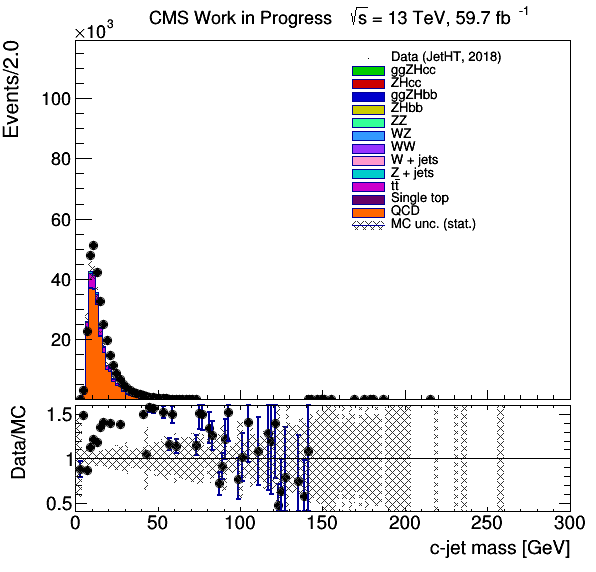 CMS Work in Progress √s = 13 TeV, 59.7 fb⁻¹
×10³
Events/2.0
100
80
60
40
20
Data (JetHT, 2018)
ggZHcc
ZHcc
ggZHbb
ZHbb
ZZ
WZ
WW
W + jets
Z + jets
tt̄
Single top
QCD
MC unc. (stat.)
Data/MC
1.5
1
0.5
0 50 100 150 200 250 300
c-jet mass [GeV]